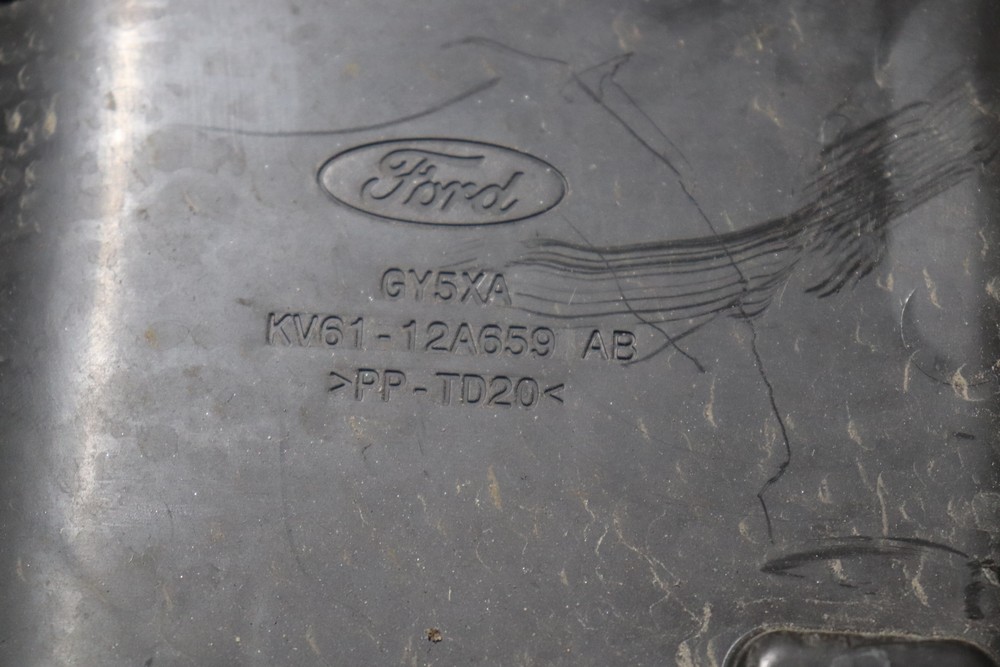 Ford
GY5XA
KV61-12A659 AB
>PP-TD20<